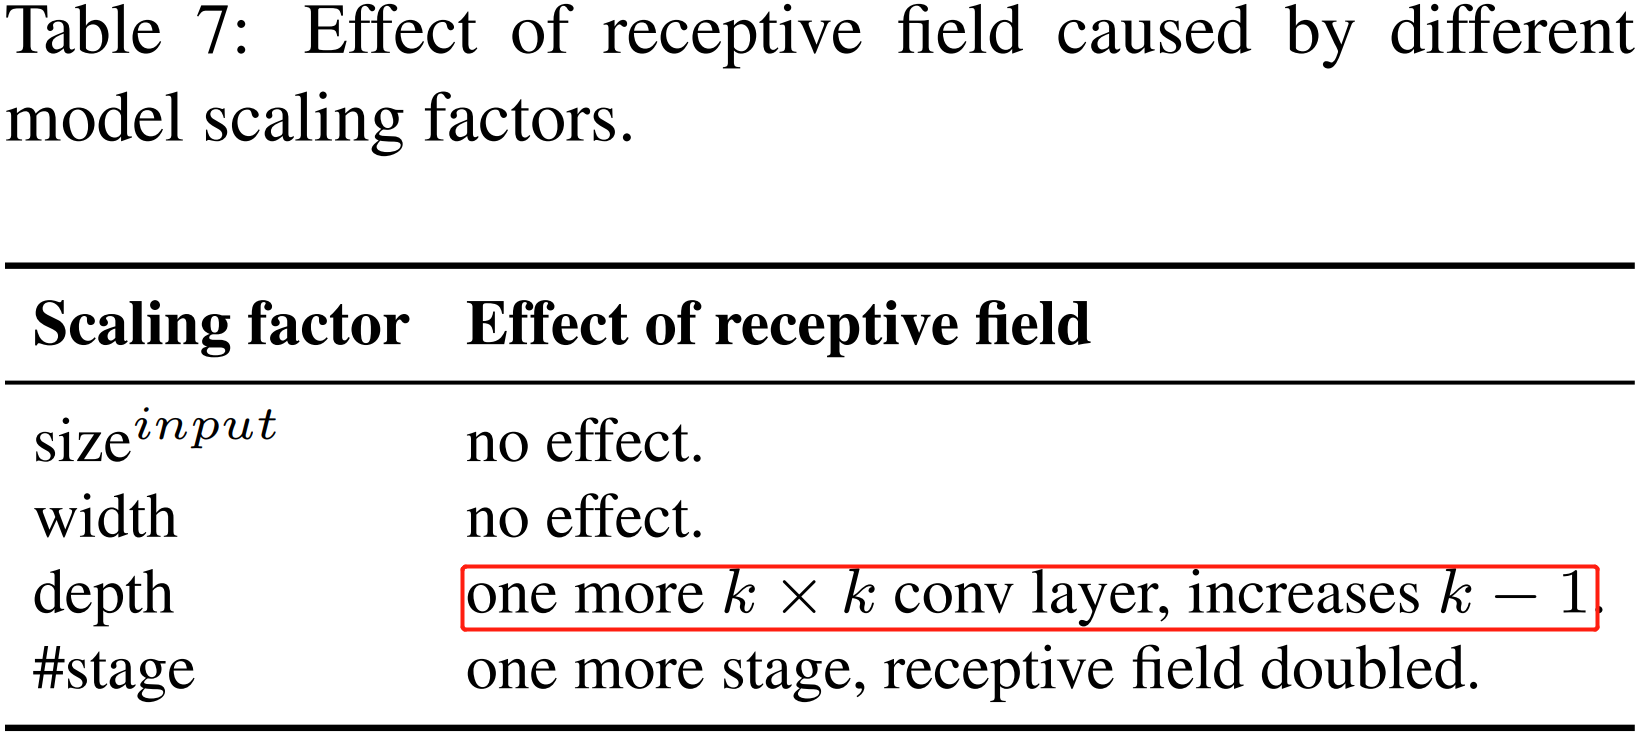 Table 7: Effect of receptive field caused by different
model scaling factors.
Scaling factor Effect of receptive field
size^{input} no effect.
width no effect.
depth one more k × k conv layer, increases k − 1.
#stage one more stage, receptive field doubled.